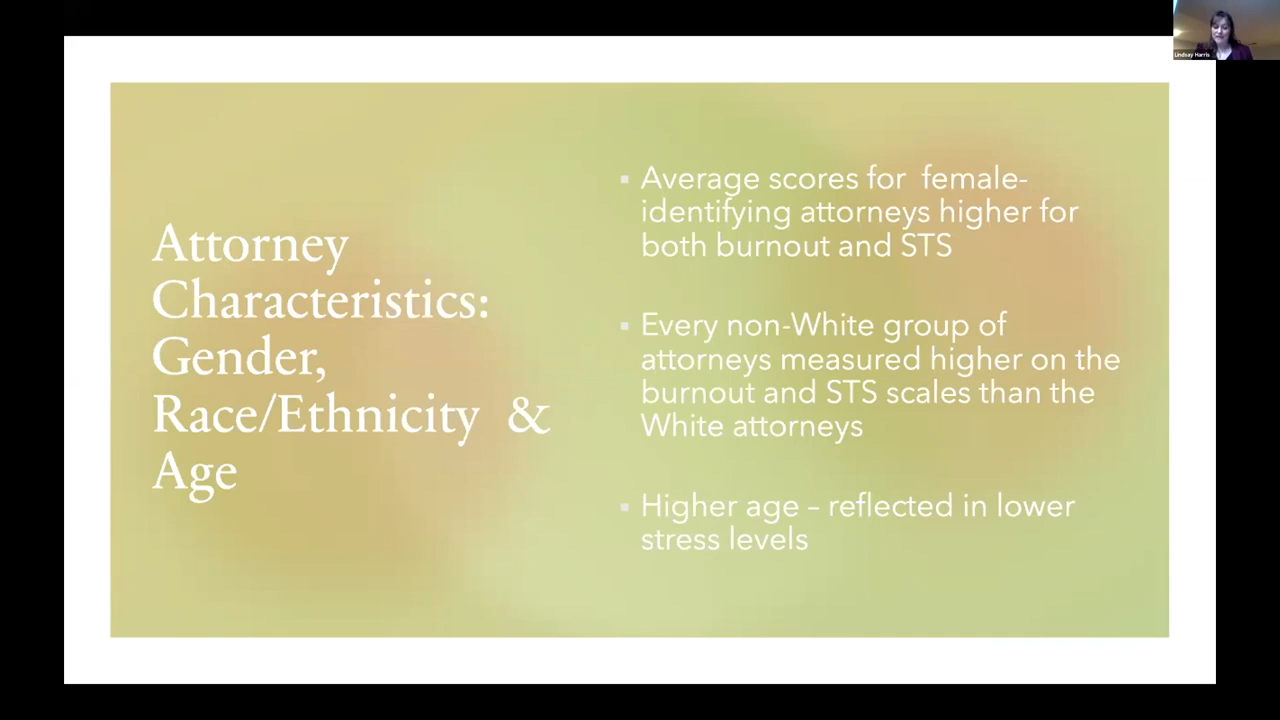 Lindsay Harris
Attorney
Characteristics:
Gender,
Race/Ethnicity &
Age
▪ Average scores for female-
identifying attorneys higher for
both burnout and STS
▪ Every non-White group of
attorneys measured higher on the
burnout and STS scales than the
White attorneys
▪ Higher age – reflected in lower
stress levels